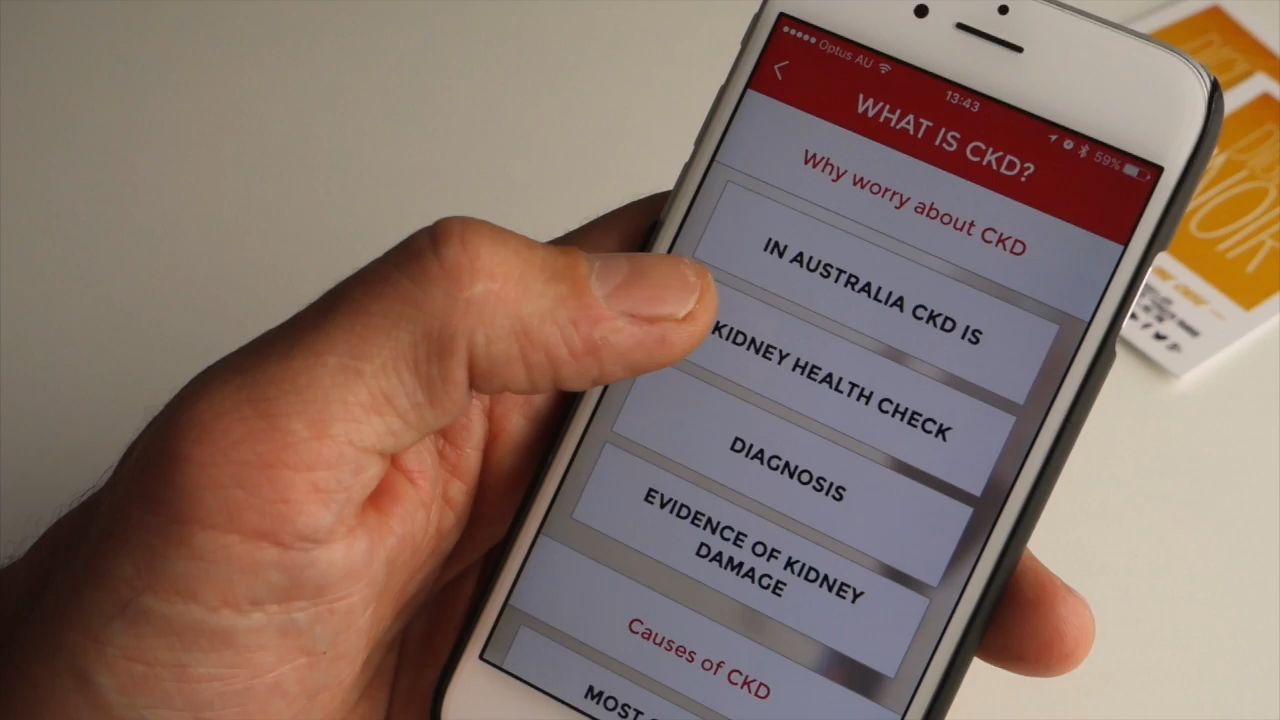 Optus AU
13:43
59%
WHAT IS CKD?
Why worry about CKD
IN AUSTRALIA CKD IS
KIDNEY HEALTH CHECK
DIAGNOSIS
EVIDENCE OF KIDNEY
DAMAGE
Causes of CKD
MOST
NOIR